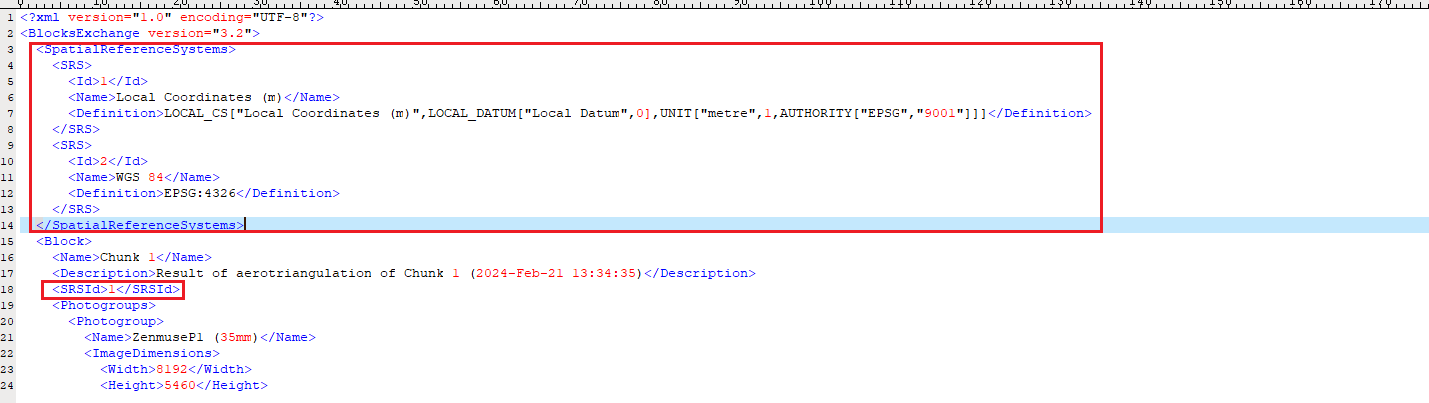 0 10 20 30 40 50 60 70 80 90 100 110 120 130 140 150 160 170
1 <?xml version="1.0" encoding="UTF-8"?>
2 <BlocksExchange version="3.2">
3 <SpatialReferenceSystems>
4 <SRS>
5 <Id>1</Id>
6 <Name>Local Coordinates (m)</Name>
7 <Definition>LOCAL_CS["Local Coordinates (m)",LOCAL_DATUM["Local Datum",0],UNIT["metre",1,AUTHORITY["EPSG","9001"]]]</Definition>
8 </SRS>
9 <SRS>
10 <Id>2</Id>
11 <Name>WGS 84</Name>
12 <Definition>EPSG:4326</Definition>
13 </SRS>
14 </SpatialReferenceSystems>
15 <Block>
16 <Name>Chunk 1</Name>
17 <Description>Result of aerotriangulation of Chunk 1 (2024-Feb-21 13:34:35)</Description>
18 <SRSId>1</SRSId>
19 <Photogroups>
20 <Photogroup>
21 <Name>ZenmuseP1 (35mm)</Name>
22 <ImageDimensions>
23 <Width>8192</Width>
24 <Height>5460</Height>